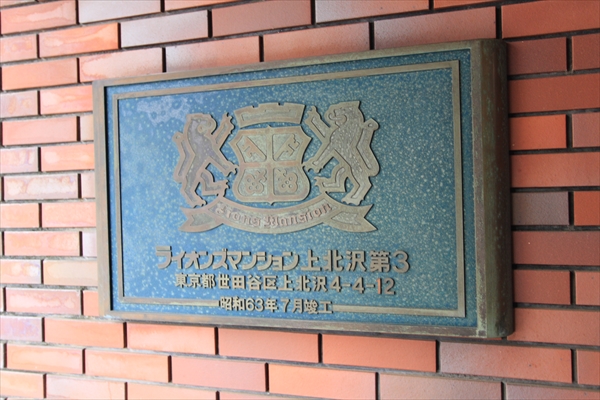 Lions Mansion
ライオンズマンション上北沢第3
東京都世田谷区上北沢4-4-12
昭和63年7月竣工